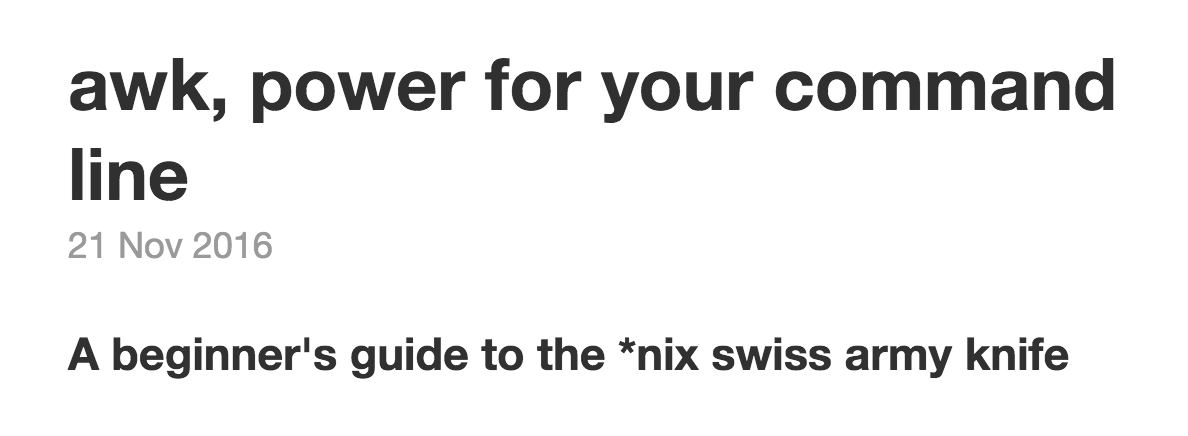 awk, power for your command
line
21 Nov 2016
A beginner's guide to the *nix swiss army knife